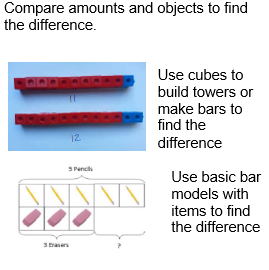 Compare amounts and objects to find
the difference.
11
12
Use cubes to
build towers or
make bars to
find the
difference
5 Pencils
3 Erasers
?
Use basic bar
models with
items to find
the difference